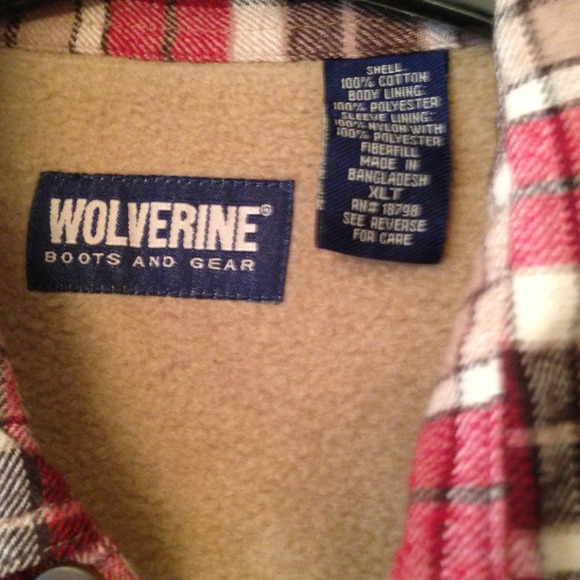 WOLVERINE®
BOOTS AND GEAR
SHELL
100% COTTON
BODY LINING:
100% POLYESTER
SLEEVE LINING:
100% NYLON WITH
100% POLYESTER
FIBERFILL
MADE IN
BANGLADESH
XLT
RN# 18798
SEE REVERSE
FOR CARE